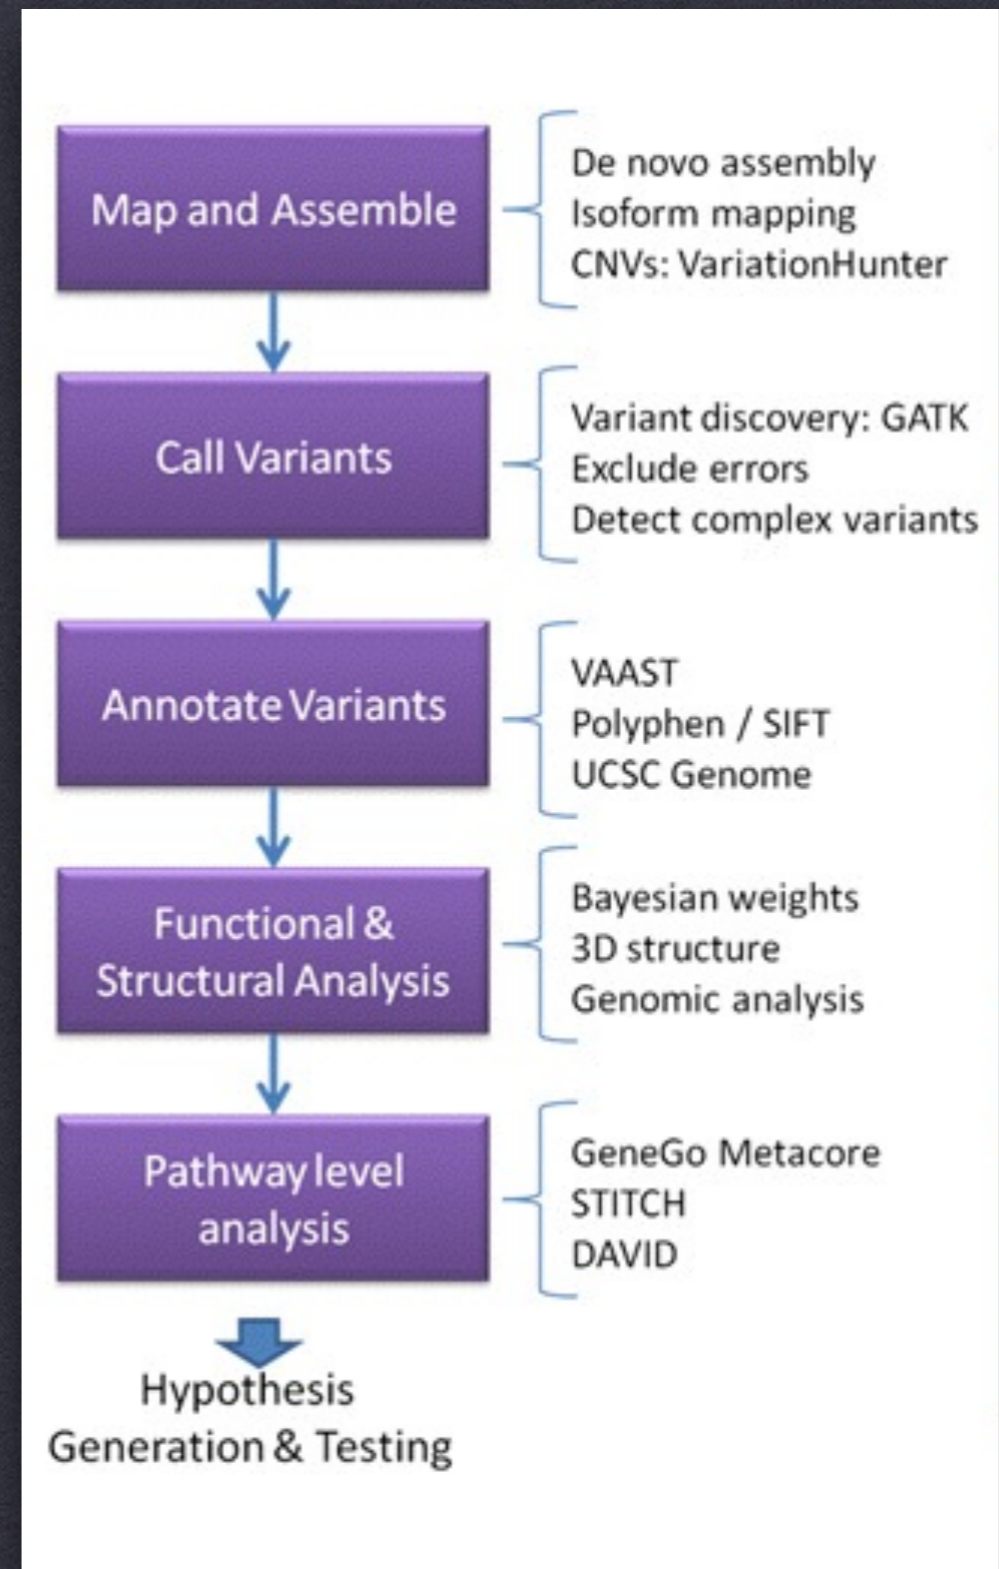 Map and Assemble
De novo assembly
Isoform mapping
CNVs: VariationHunter
Call Variants
Variant discovery: GATK
Exclude errors
Detect complex variants
Annotate Variants
VAAST
Polyphen / SIFT
UCSC Genome
Functional &
Structural Analysis
Bayesian weights
3D structure
Genomic analysis
Pathway level
analysis
GeneGo Metacore
STITCH
DAVID
Hypothesis
Generation & Testing